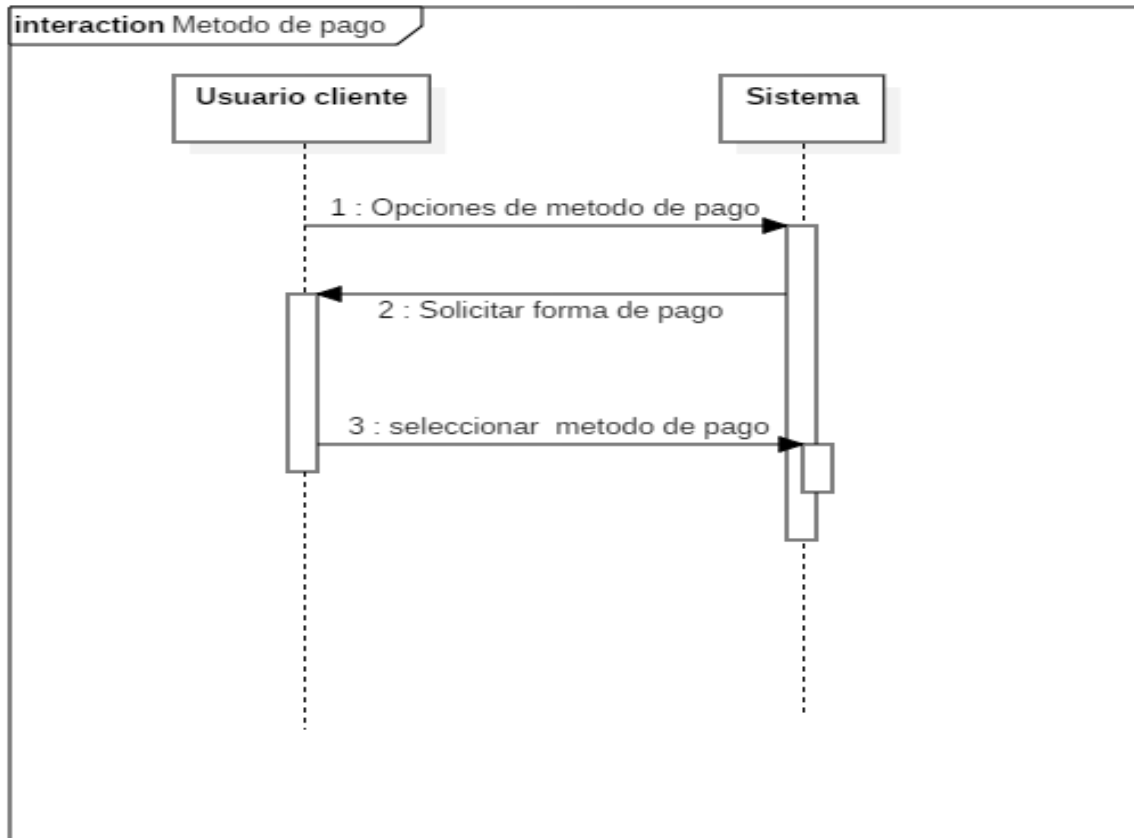 interaction Metodo de pago
Usuario cliente
Sistema
1 : Opciones de metodo de pago
2 : Solicitar forma de pago
3 : seleccionar  metodo de pago